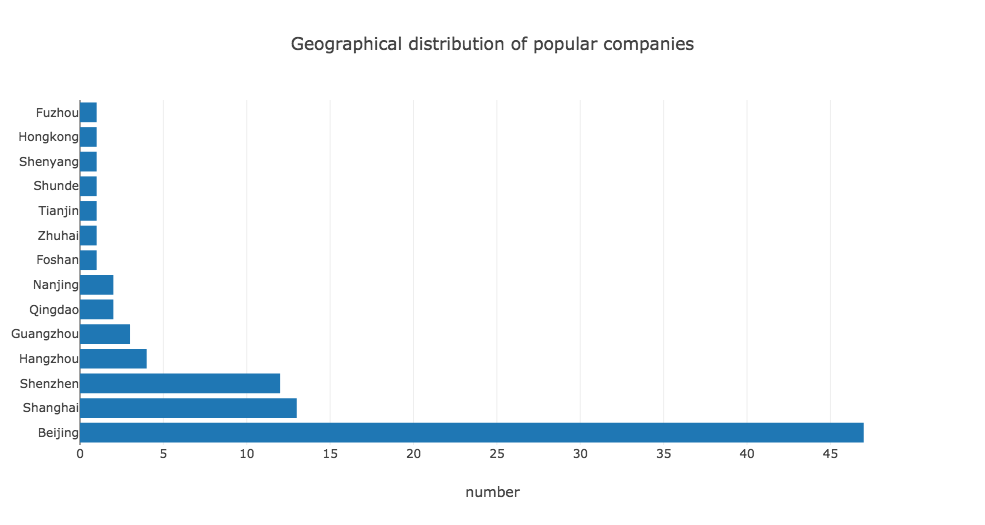 Geographical distribution of popular companies
Fuzhou
Hongkong
Shenyang
Shunde
Tianjin
Zhuhai
Foshan
Nanjing
Qingdao
Guangzhou
Hangzhou
Shenzhen
Shanghai
Beijing
0 5 10 15 20 25 30 35 40 45
number